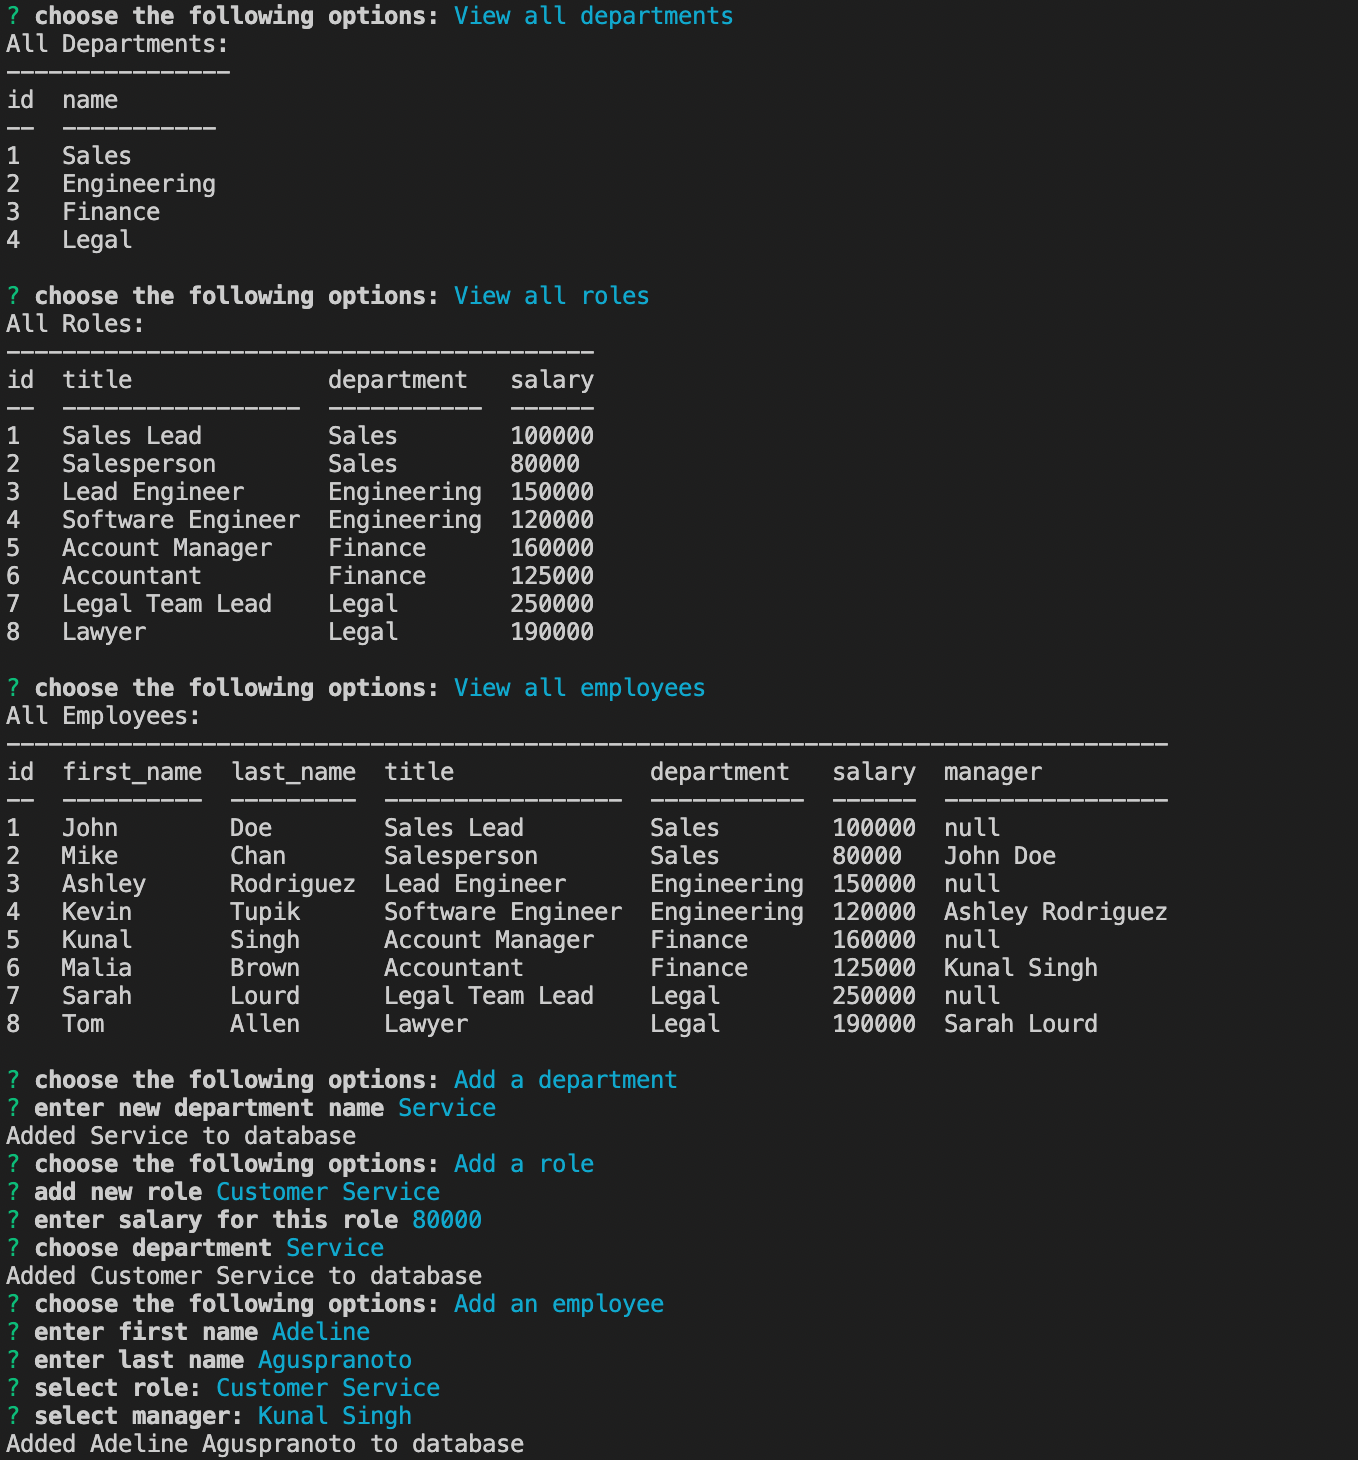 ? choose the following options: View all departments
All Departments:
----------------
id  name
--  -----------
1   Sales
2   Engineering
3   Finance
4   Legal
? choose the following options: View all roles
All Roles:
------------------------------------------
id  title              department   salary
--  -----------------  -----------  ------
1   Sales Lead         Sales        100000
2   Salesperson        Sales        80000
3   Lead Engineer      Engineering  150000
4   Software Engineer  Engineering  120000
5   Account Manager    Finance      160000
6   Accountant         Finance      125000
7   Legal Team Lead    Legal        250000
8   Lawyer             Legal        190000
? choose the following options: View all employees
All Employees:
-----------------------------------------------------------------------------------
id  first_name  last_name  title              department   salary  manager
--  ----------  ---------  -----------------  -----------  ------  ----------------
1   John        Doe        Sales Lead         Sales        100000  null
2   Mike        Chan       Salesperson        Sales        80000   John Doe
3   Ashley      Rodriguez  Lead Engineer      Engineering  150000  null
4   Kevin       Tupik      Software Engineer  Engineering  120000  Ashley Rodriguez
5   Kunal       Singh      Account Manager    Finance      160000  null
6   Malia       Brown      Accountant         Finance      125000  Kunal Singh
7   Sarah       Lourd      Legal Team Lead    Legal        250000  null
8   Tom         Allen      Lawyer             Legal        190000  Sarah Lourd
? choose the following options: Add a department
? enter new department name Service
Added Service to database
? choose the following options: Add a role
? add new role Customer Service
? enter salary for this role 80000
? choose department Service
Added Customer Service to database
? choose the following options: Add an employee
? enter first name Adeline
? enter last name Aguspranoto
? select role: Customer Service
? select manager: Kunal Singh
Added Adeline Aguspranoto to database